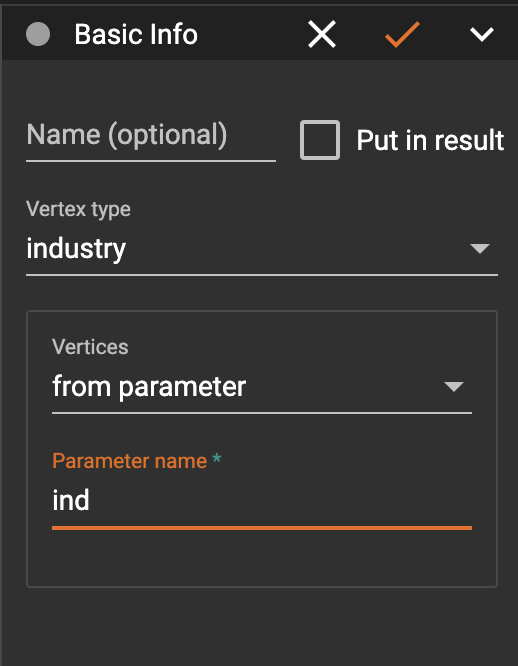 Basic Info
Name (optional)
Put in result
Vertex type
industry
Vertices
from parameter
Parameter name *
ind